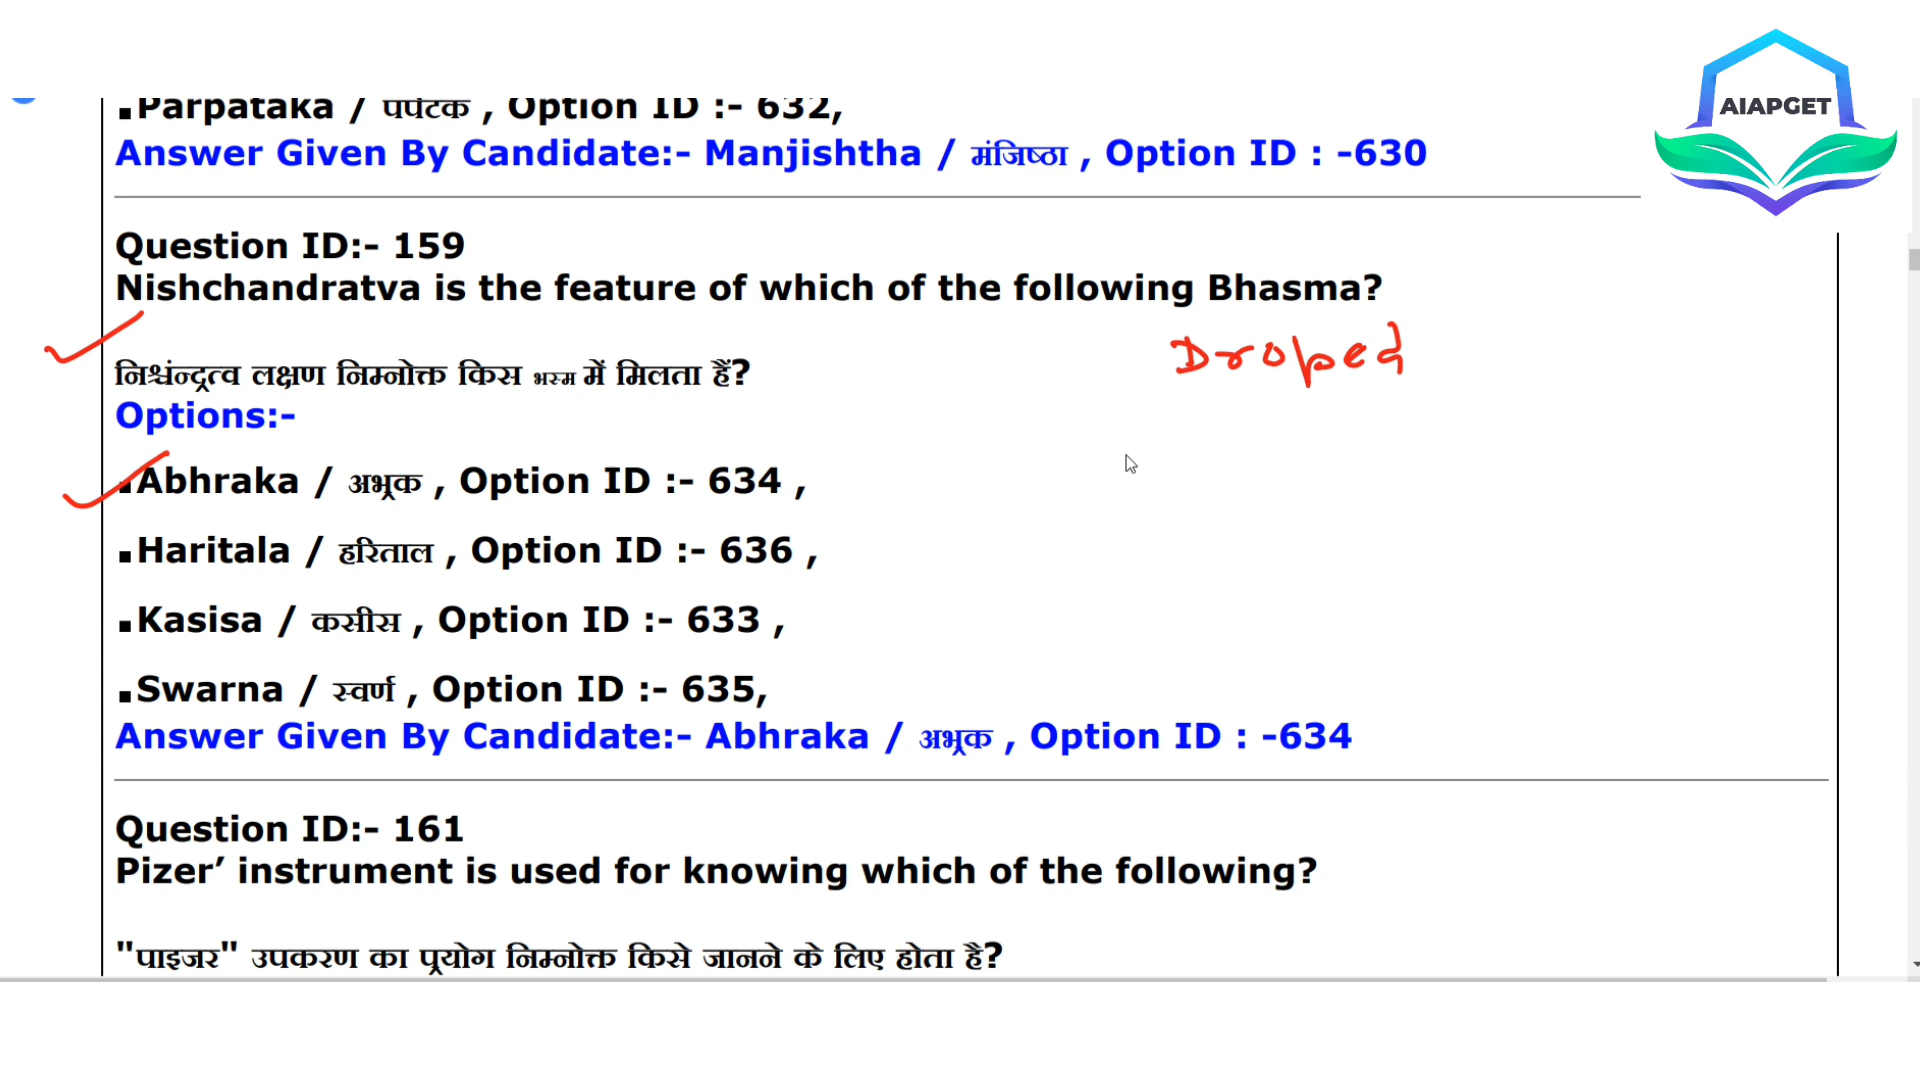 AIAPGET
▪Parpataka / पर्पटक , Option ID :- 632,
Answer Given By Candidate:- Manjishtha / मंजिष्ठा , Option ID : -630
Question ID:- 159
Nishchandratva is the feature of which of the following Bhasma?
Droped
निश्चंन्द्रत्व लक्षण निम्नोक्त किस भस्म में मिलता हैं?
Options:-
▪Abhraka / अभ्रक , Option ID :- 634 ,
▪Haritala / हरिताल , Option ID :- 636 ,
▪Kasisa / कसीस , Option ID :- 633 ,
▪Swarna / स्वर्ण , Option ID :- 635,
Answer Given By Candidate:- Abhraka / अभ्रक , Option ID : -634
Question ID:- 161
Pizer’ instrument is used for knowing which of the following?
"पाइजर" उपकरण का प्रयोग निम्नोक्त किसे जानने के लिए होता है?